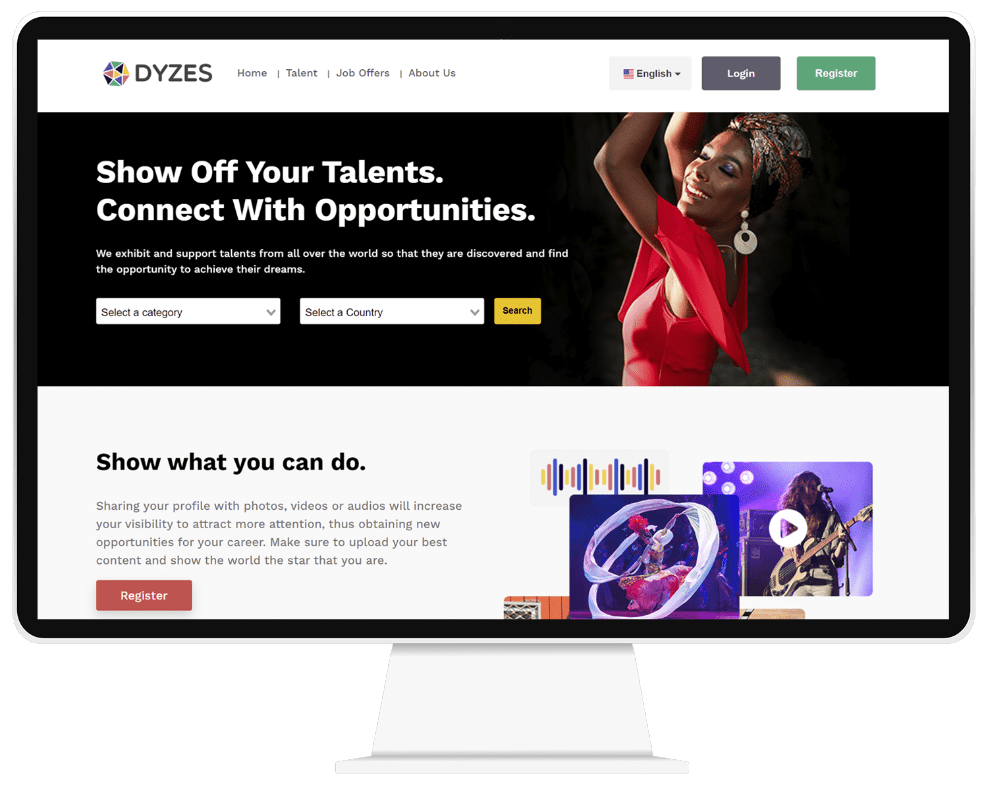 DYZES
Home | Talent | Job Offers | About Us
English
Login
Register
Show Off Your Talents.
Connect With Opportunities.
We exhibit and support talents from all over the world so that they are discovered and find
the opportunity to achieve their dreams.
Select a category
Select a Country
Search
Show what you can do.
Sharing your profile with photos, videos or audios will increase
your visibility to attract more attention, thus obtaining new
opportunities for your career. Make sure to upload your best
content and show the world the star that you are.
Register